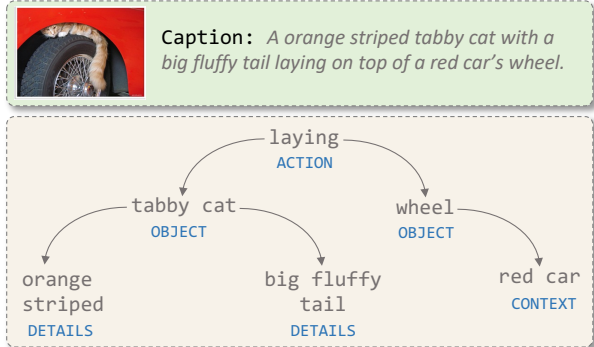 Caption: A orange striped tabby cat with a
big fluffy tail laying on top of a red car's wheel.
laying
ACTION
tabby cat
OBJECT
wheel
OBJECT
orange
striped
DETAILS
big fluffy
tail
DETAILS
red car
CONTEXT